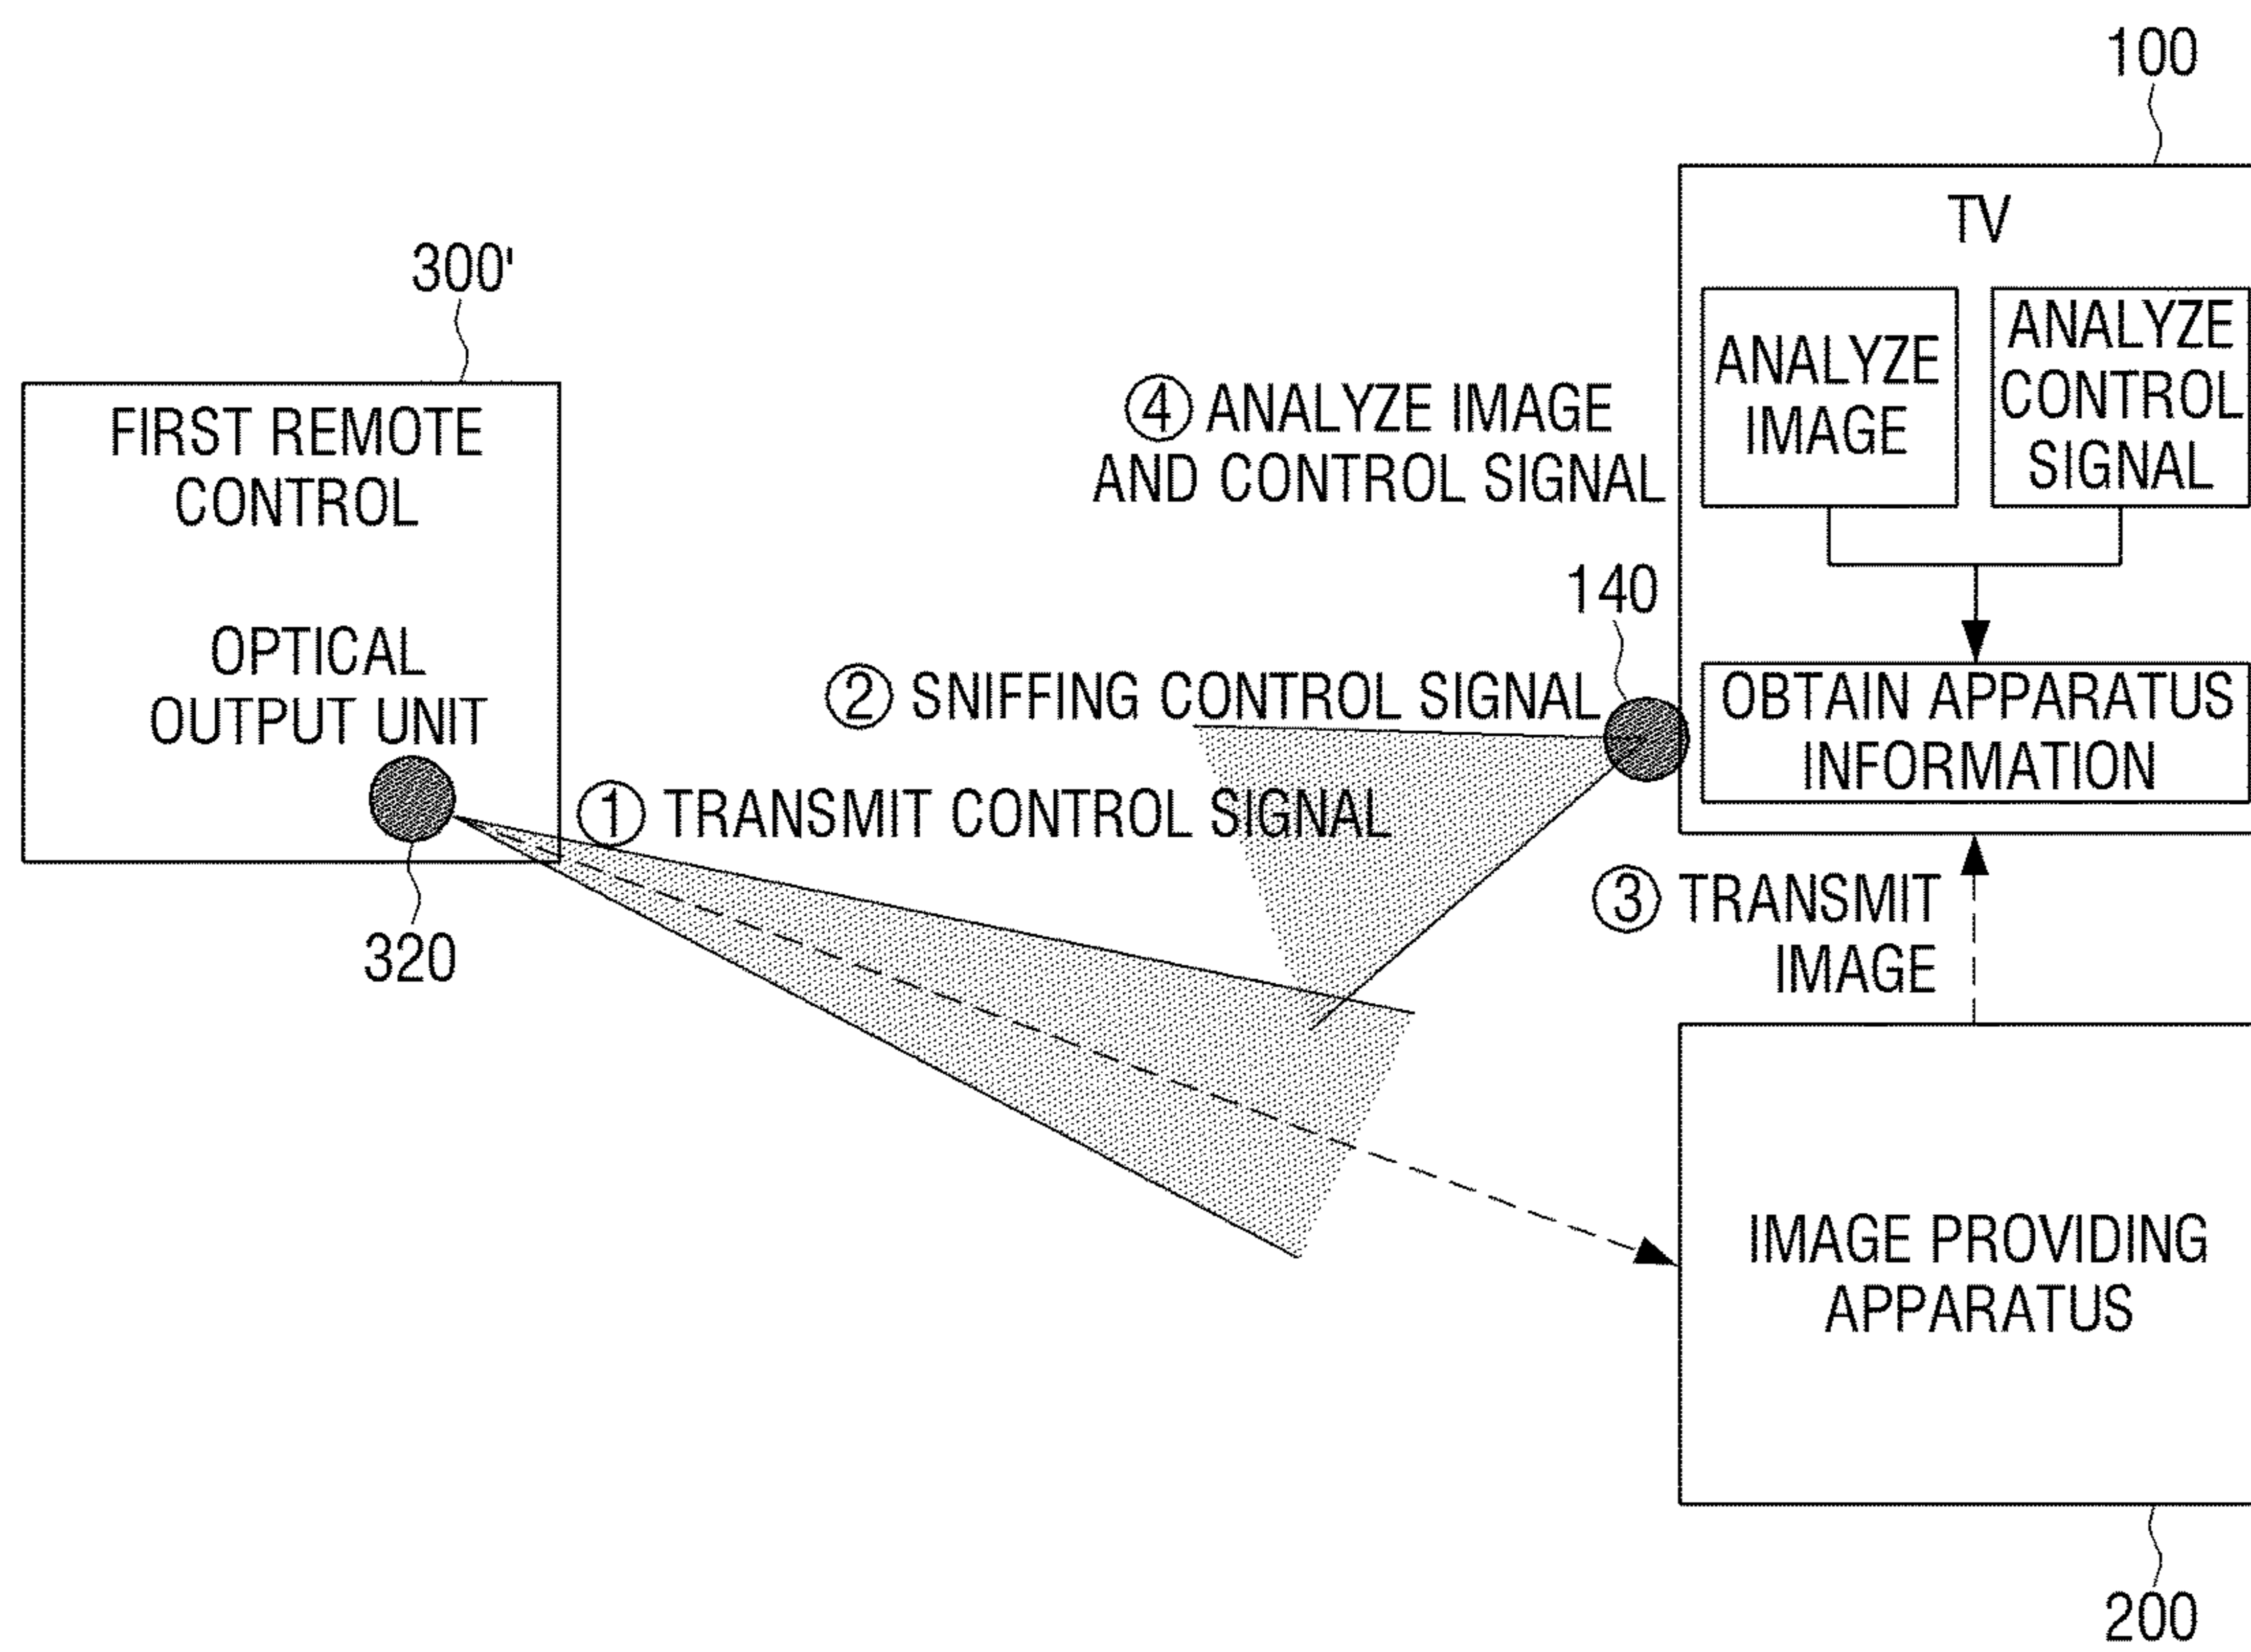 100
TV
300'
ANALYZE
IMAGE
ANALYZE
CONTROL
SIGNAL
FIRST REMOTE
CONTROL
④ ANALYZE IMAGE
AND CONTROL SIGNAL
140
OPTICAL
OUTPUT UNIT
② SNIFFING CONTROL SIGNAL
OBTAIN APPARATUS
INFORMATION
① TRANSMIT CONTROL SIGNAL
③ TRANSMIT
IMAGE
320
IMAGE PROVIDING
APPARATUS
200